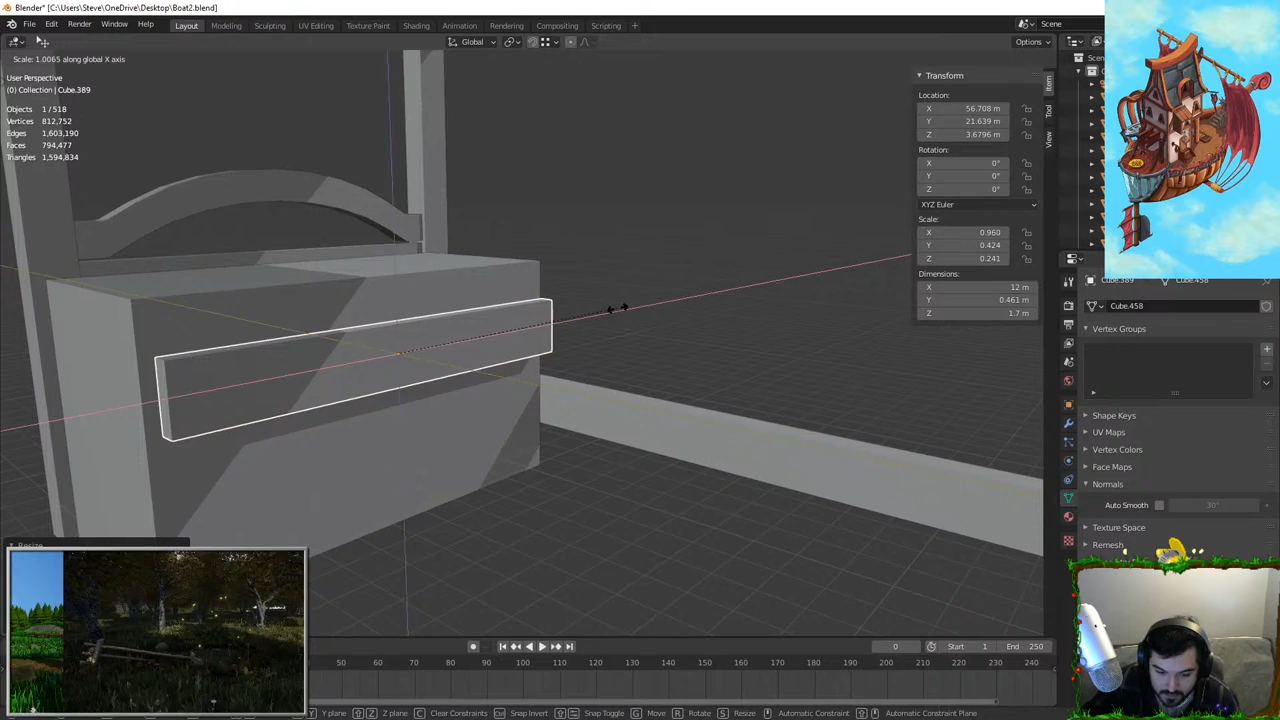 Blender* [C:\Users\Steve\OneDrive\Desktop\Boat2.blend]
File Edit Render Window Help Layout Modeling Sculpting UV Editing Texture Paint Shading Animation Rendering Compositing Scripting Scene
Global Options
Scale: 1.0065 along global X axis
User Perspective
(0) Collection | Cube.389
Objects 1/518
Vertices 812,752
Edges 1,603,190
Faces 794,477
Triangles 1,594,834
Transform
Location:
X 56.708 m
Y 21.639 m
Z 3.6796 m
Rotation:
X 0°
Y 0°
Z 0°
XYZ Euler
Scale:
X 0.960
Y 0.424
Z 0.241
Dimensions:
X 12 m
Y 0.461 m
Z 1.7 m
Item
Tool
View
Cube.389 Cube.458
Cube.458
Vertex Groups
Shape Keys
UV Maps
Vertex Colors
Face Maps
Normals
Auto Smooth 30°
Texture Space
Remesh
Resize
0 Start 1 End 250
50 60 70 80 90 100 110 120 130 140 150 160 170 180 190 200 210 220 230 240
Y plane Z plane Clear Constraints Snap Invert Snap Toggle G Move R Rotate S Resize Automatic Constraint Automatic Constraint Plane